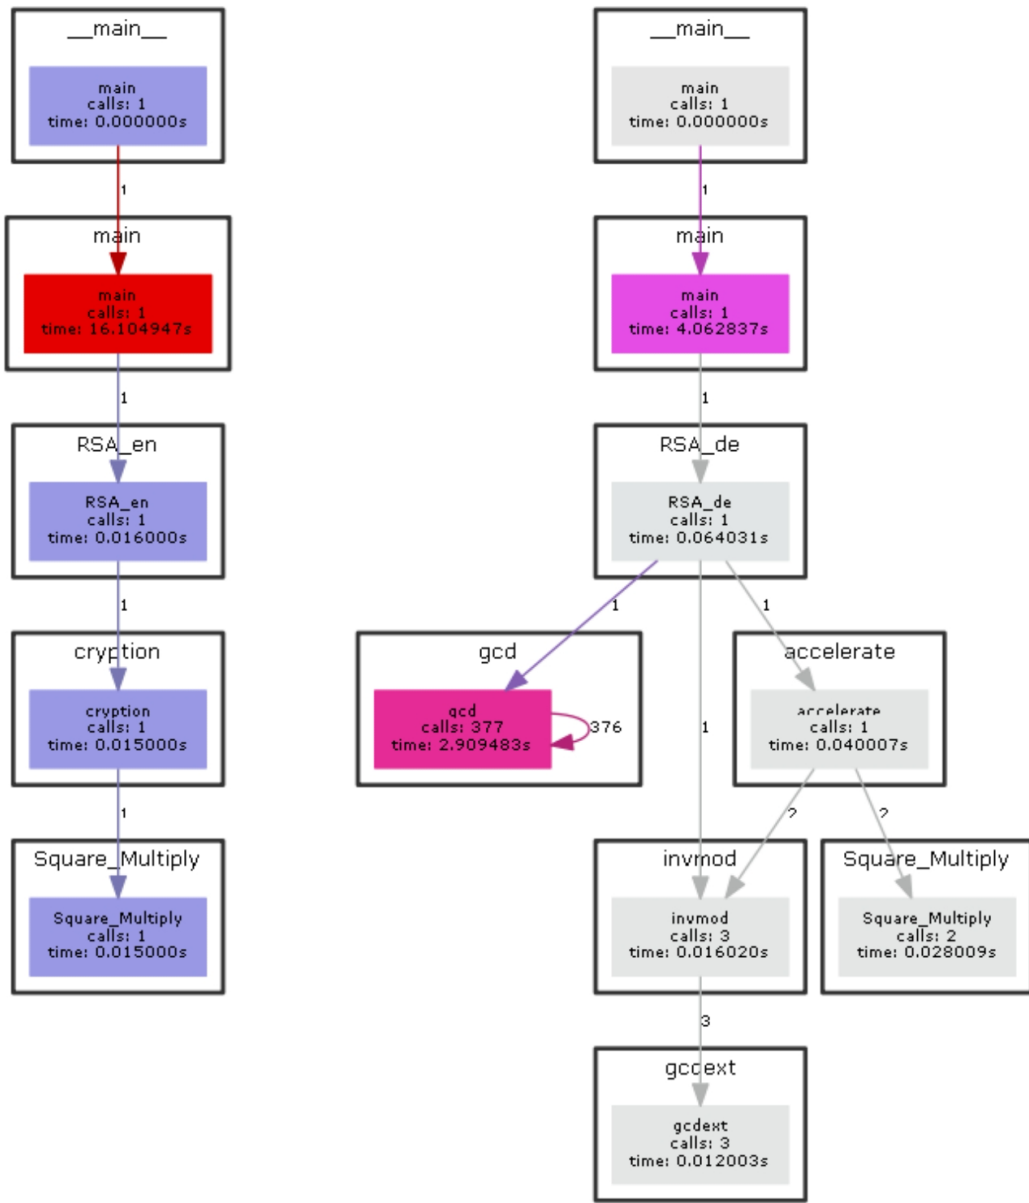 __main__
main
calls: 1
time: 0.000000s
1
main
main
calls: 1
time: 16.104947s
1
RSA_en
RSA_en
calls: 1
time: 0.016000s
1
cryption
cryption
calls: 1
time: 0.015000s
1
Square_Multiply
Square_Multiply
calls: 1
time: 0.015000s
__main__
main
calls: 1
time: 0.000000s
1
main
main
calls: 1
time: 4.062837s
1
RSA_de
RSA_de
calls: 1
time: 0.064031s
1
1
1
gcd
gcd
calls: 377
time: 2.909483s
376
accelerate
accelerate
calls: 1
time: 0.040007s
2
2
invmod
invmod
calls: 3
time: 0.016020s
Square_Multiply
Square_Multiply
calls: 2
time: 0.028009s
3
gcdext
gcdext
calls: 3
time: 0.012003s